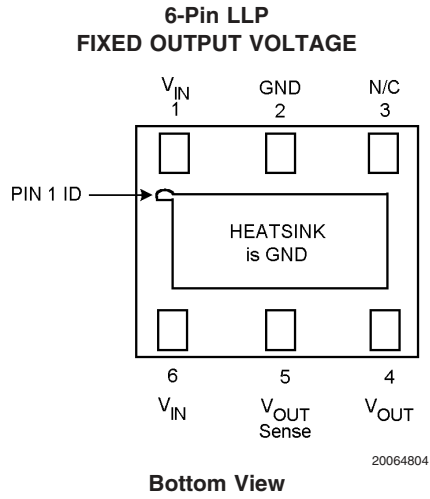 6-Pin LLP
FIXED OUTPUT VOLTAGE
VIN GND N/C
1 2 3
PIN 1 ID
HEATSINK
is GND
6 5 4
VIN VOUT VOUT
Sense
20064804
Bottom View